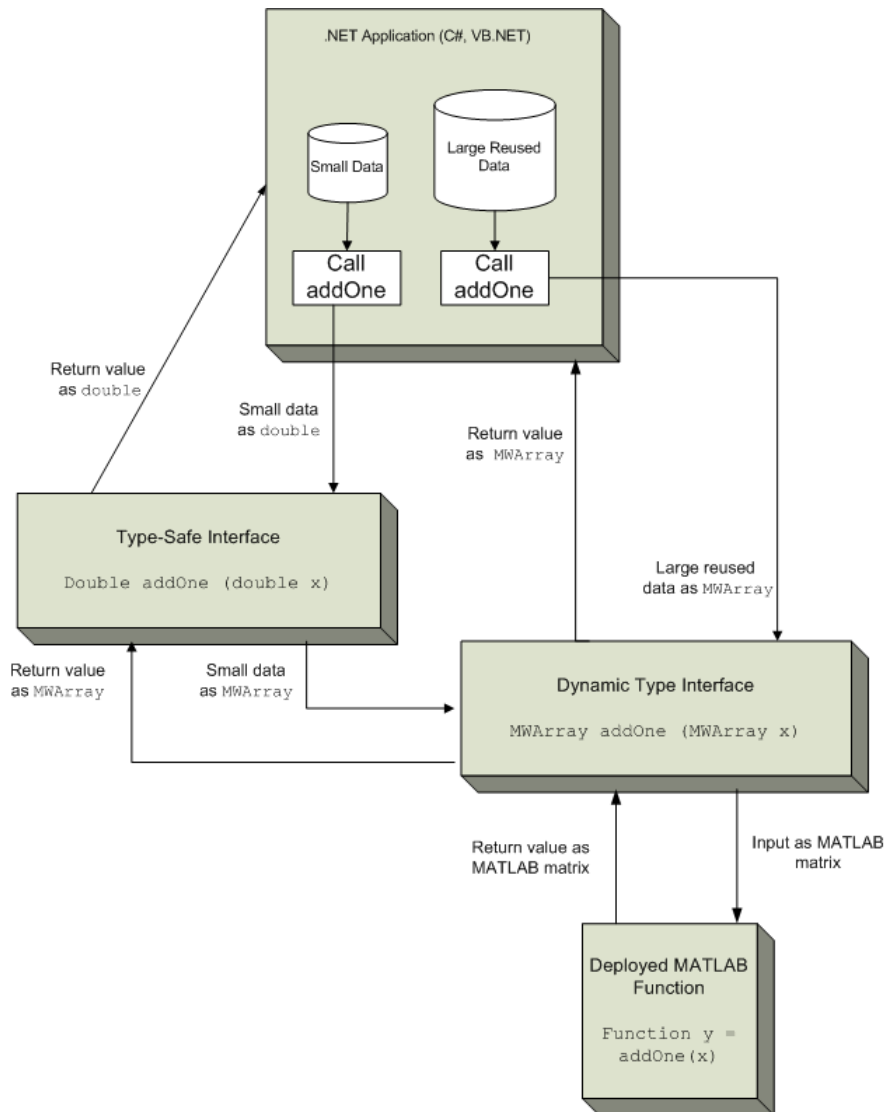 .NET Application (C#, VB.NET)
Small Data
Large Reused
Data
Call
addOne
Call
addOne
Return value
as double
Small data
as double
Return value
as MWArray
Type-Safe Interface
Double addOne (double x)
Large reused
data as MWArray
Return value
as MWArray
Small data
as MWArray
Dynamic Type Interface
MWArray addOne (MWArray x)
Return value as
MATLAB matrix
Input as MATLAB
matrix
Deployed MATLAB
Function
Function y =
addOne(x)